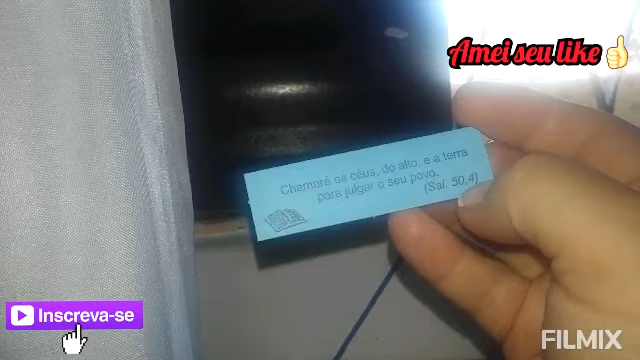 Amei seu like
Chamará os céus, do alto, e a terra
para julgar o seu povo.
(Sal. 50,4)
Inscreva-se
FILMIX